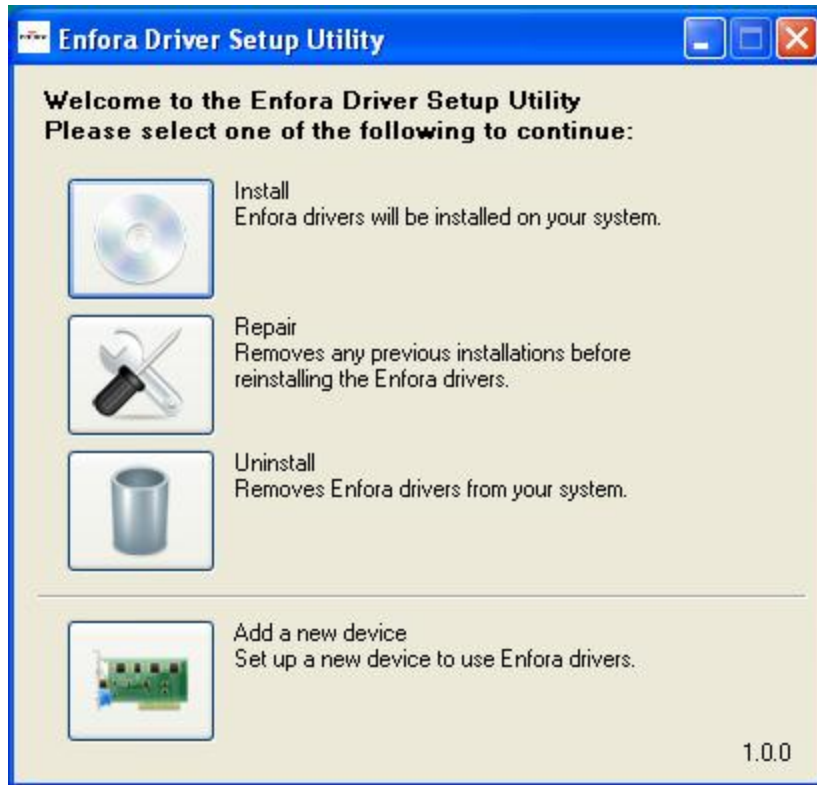 Enfora Driver Setup Utility
Welcome to the Enfora Driver Setup Utility
Please select one of the following to continue:
Install
Enfora drivers will be installed on your system.
Repair
Removes any previous installations before
reinstalling the Enfora drivers.
Uninstall
Removes Enfora drivers from your system.
Add a new device
Set up a new device to use Enfora drivers.
1.0.0